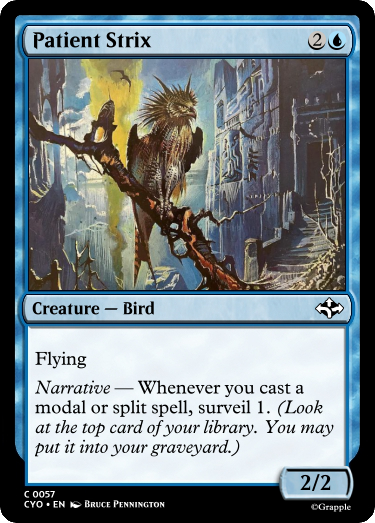 Patient Strix 2
Creature — Bird
Flying
Narrative — Whenever you cast a
modal or split spell, surveil 1. (Look
at the top card of your library. You may
put it into your graveyard.)
2/2
C 0057
CYO • EN Bruce Pennington
©Grapple